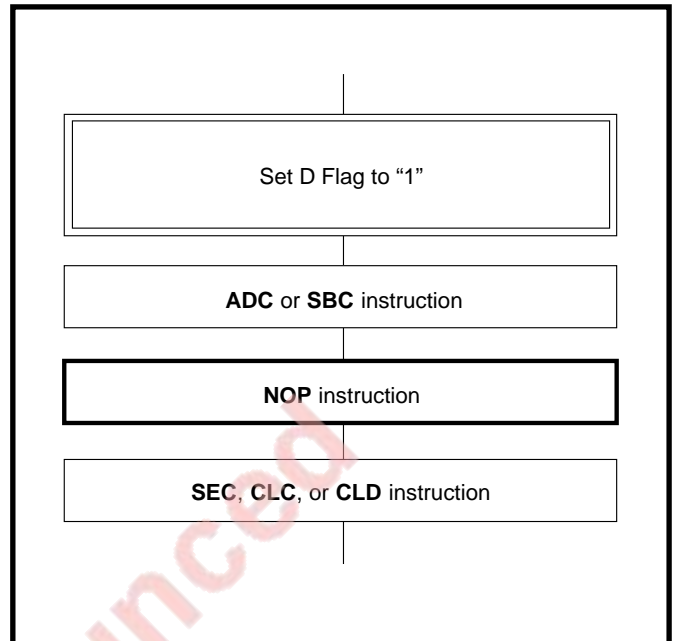 Set D Flag to “1”
ADC or SBC instruction
NOP instruction
SEC, CLC, or CLD instruction